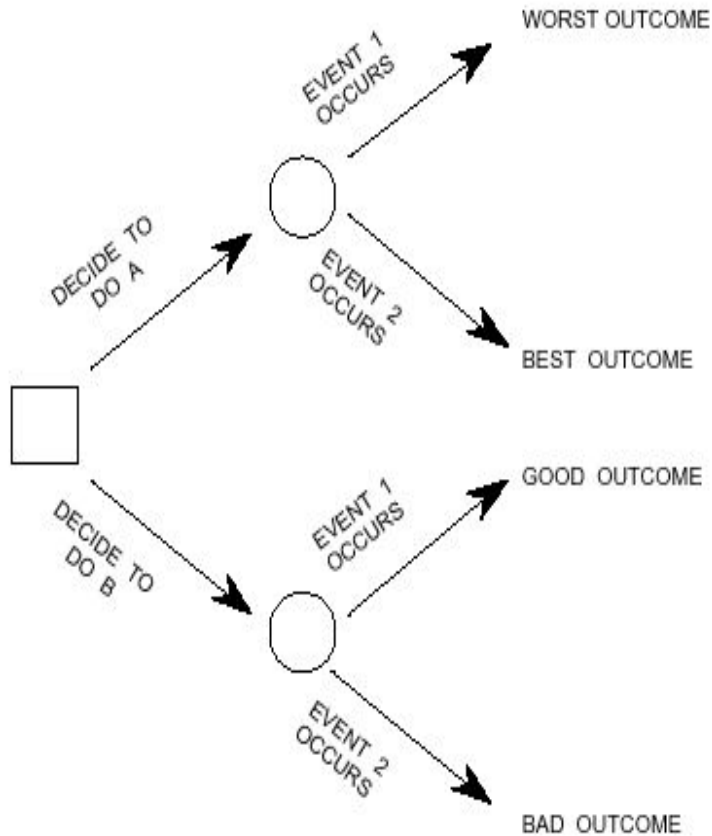 WORST OUTCOME
EVENT 1
OCCURS
DECIDE TO
DO A
EVENT 2
OCCURS
BEST OUTCOME
GOOD OUTCOME
EVENT 1
OCCURS
DECIDE TO
DO B
EVENT 2
OCCURS
BAD OUTCOME